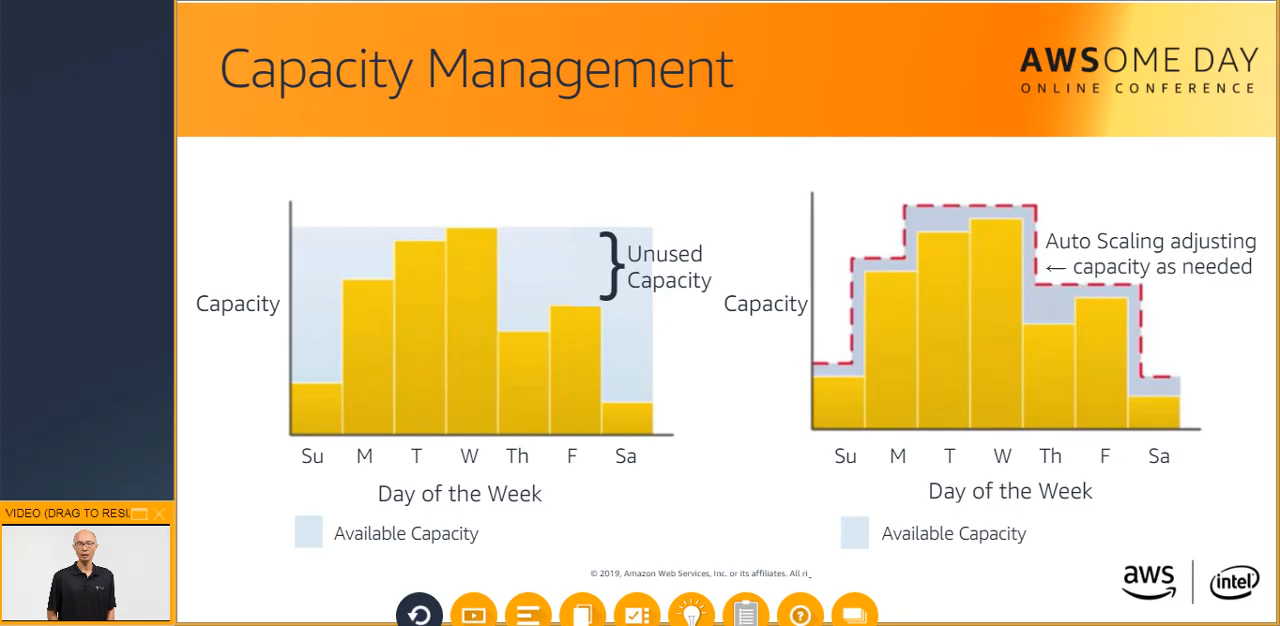 Capacity Management
AWSOME DAY
ONLINE CONFERENCE
Unused
Capacity
Capacity
Su M T W Th F Sa
Day of the Week
Available Capacity
Auto Scaling adjusting
← capacity as needed
Capacity
Su M T W Th F Sa
Day of the Week
Available Capacity
VIDEO (DRAG TO RESI.
© 2019, Amazon Web Services, Inc. or its affiliates. All ri_
aws
intel